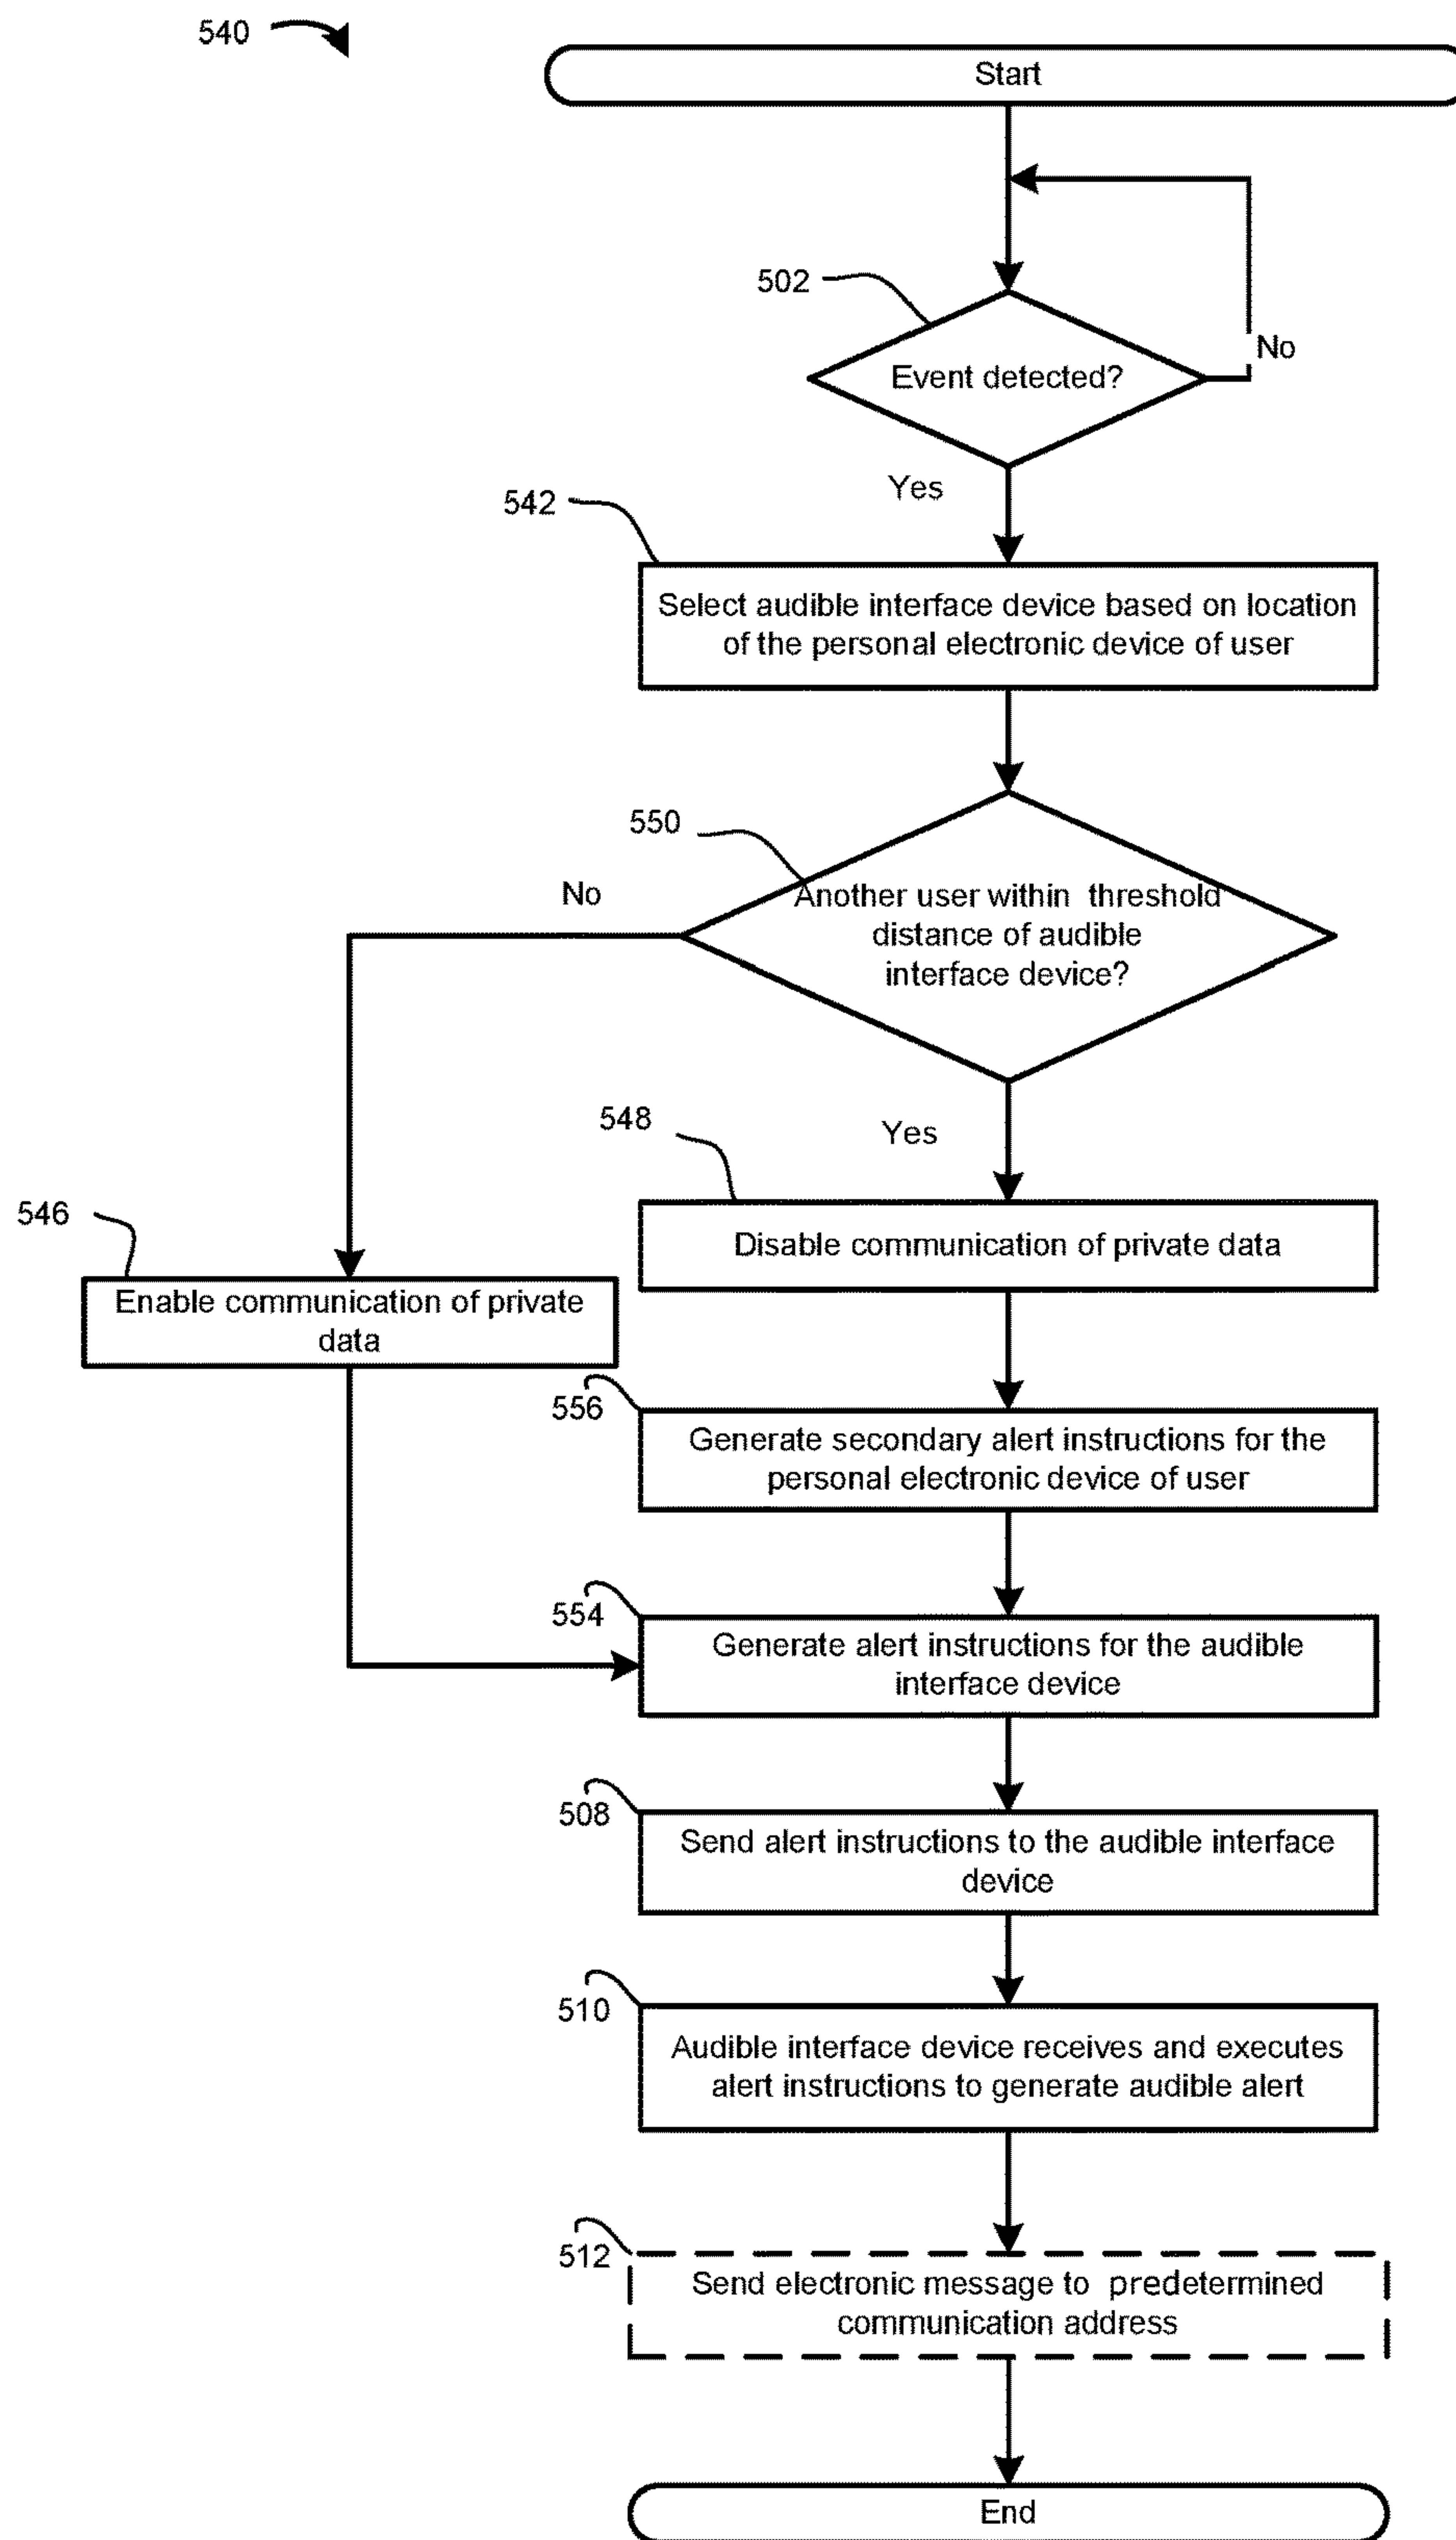 540
Start
502
Event detected?
No
Yes
542
Select audible interface device based on location
of the personal electronic device of user
550
No
Another user within threshold
distance of audible
interface device?
548
Yes
Disable communication of private data
546
Enable communication of private
data
556
Generate secondary alert instructions for the
personal electronic device of user
554
Generate alert instructions for the audible
interface device
508
Send alert instructions to the audible interface
device
510
Audible interface device receives and executes
alert instructions to generate audible alert
512
Send electronic message to predetermined
communication address
End